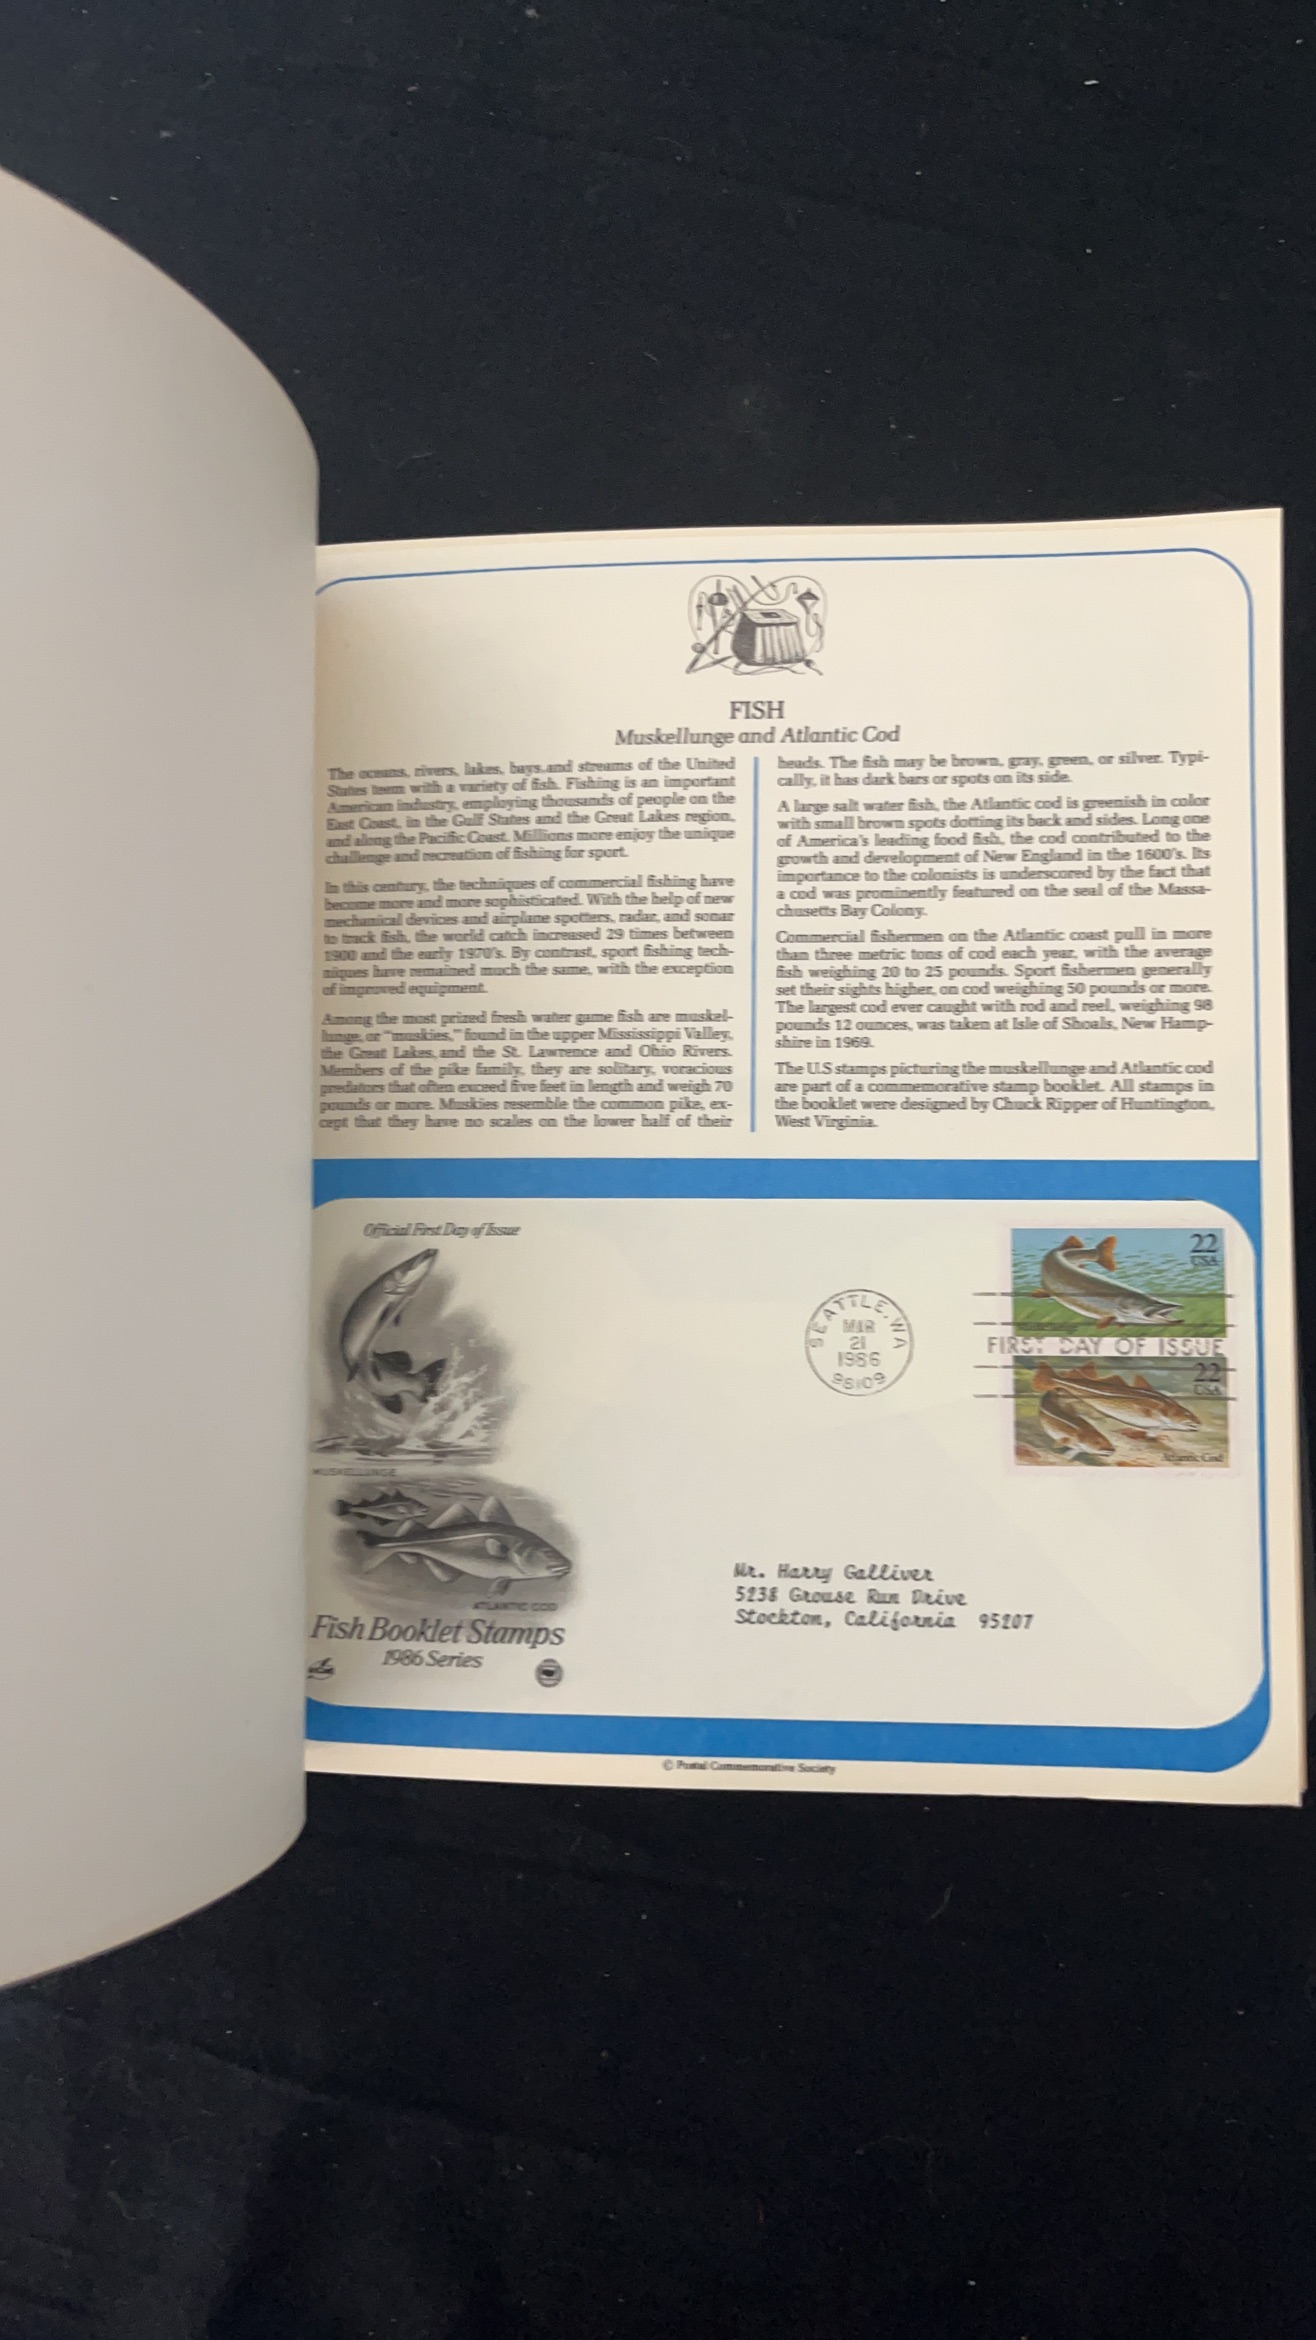 FISH
Muskellunge and Atlantic Cod
The oceans, rivers, lakes, bays and streams of the United
States teem with a variety of fish. Fishing is an important
American industry, employing thousands of people on the
East Coast, in the Gulf States and the Great Lakes region,
and along the Pacific Coast. Millions more enjoy the unique
challenge and recreation of fishing for sport.
In this century, the techniques of commercial fishing have
become more and more sophisticated. With the help of new
mechanical devices and airplane spotters, radar, and sonar
to track fish, the world catch increased 29 times between
1900 and the early 1970's. By contrast, sport fishing tech-
niques have remained much the same, with the exception
of improved equipment.
Among the most prized fresh water game fish are muskel-
lunge, or "muskies," found in the upper Mississippi Valley,
the Great Lakes, and the St. Lawrence and Ohio Rivers.
Members of the pike family, they are solitary, voracious
predators that often exceed five feet in length and weigh 70
pounds or more. Muskies resemble the common pike, ex-
cept that they have no scales on the lower half of their
heads. The fish may be brown, gray, green, or silver. Typi-
cally, it has dark bars or spots on its side.
A large salt water fish, the Atlantic cod is greenish in color
with small brown spots dotting its back and sides. Long one
of America's leading food fish, the cod contributed to the
growth and development of New England in the 1600's. Its
importance to the colonists is underscored by the fact that
a cod was prominently featured on the seal of the Massa-
chusetts Bay Colony.
Commercial fishermen on the Atlantic coast pull in more
than three metric tons of cod each year, with the average
fish weighing 20 to 25 pounds. Sport fishermen generally
set their sights higher, on cod weighing 50 pounds or more.
The largest cod ever caught with rod and reel, weighing 98
pounds 12 ounces, was taken at Isle of Shoals, New Hamp-
shire in 1969.
The U.S stamps picturing the muskellunge and Atlantic cod
are part of a commemorative stamp booklet. All stamps in
the booklet were designed by Chuck Ripper of Huntington,
West Virginia.
Official First Day of Issue
MUSKELLUNGE
ATLANTIC COD
Fish Booklet Stamps
1986 Series
SEATTLE, WA
MAR
21
1986
98109
22
USA
FIRST DAY OF ISSUE
22
USA
Atlantic Cod
Mr. Harry Galliver
5238 Grouse Run Drive
Stockton, California 95207
© Postal Commemorative Society